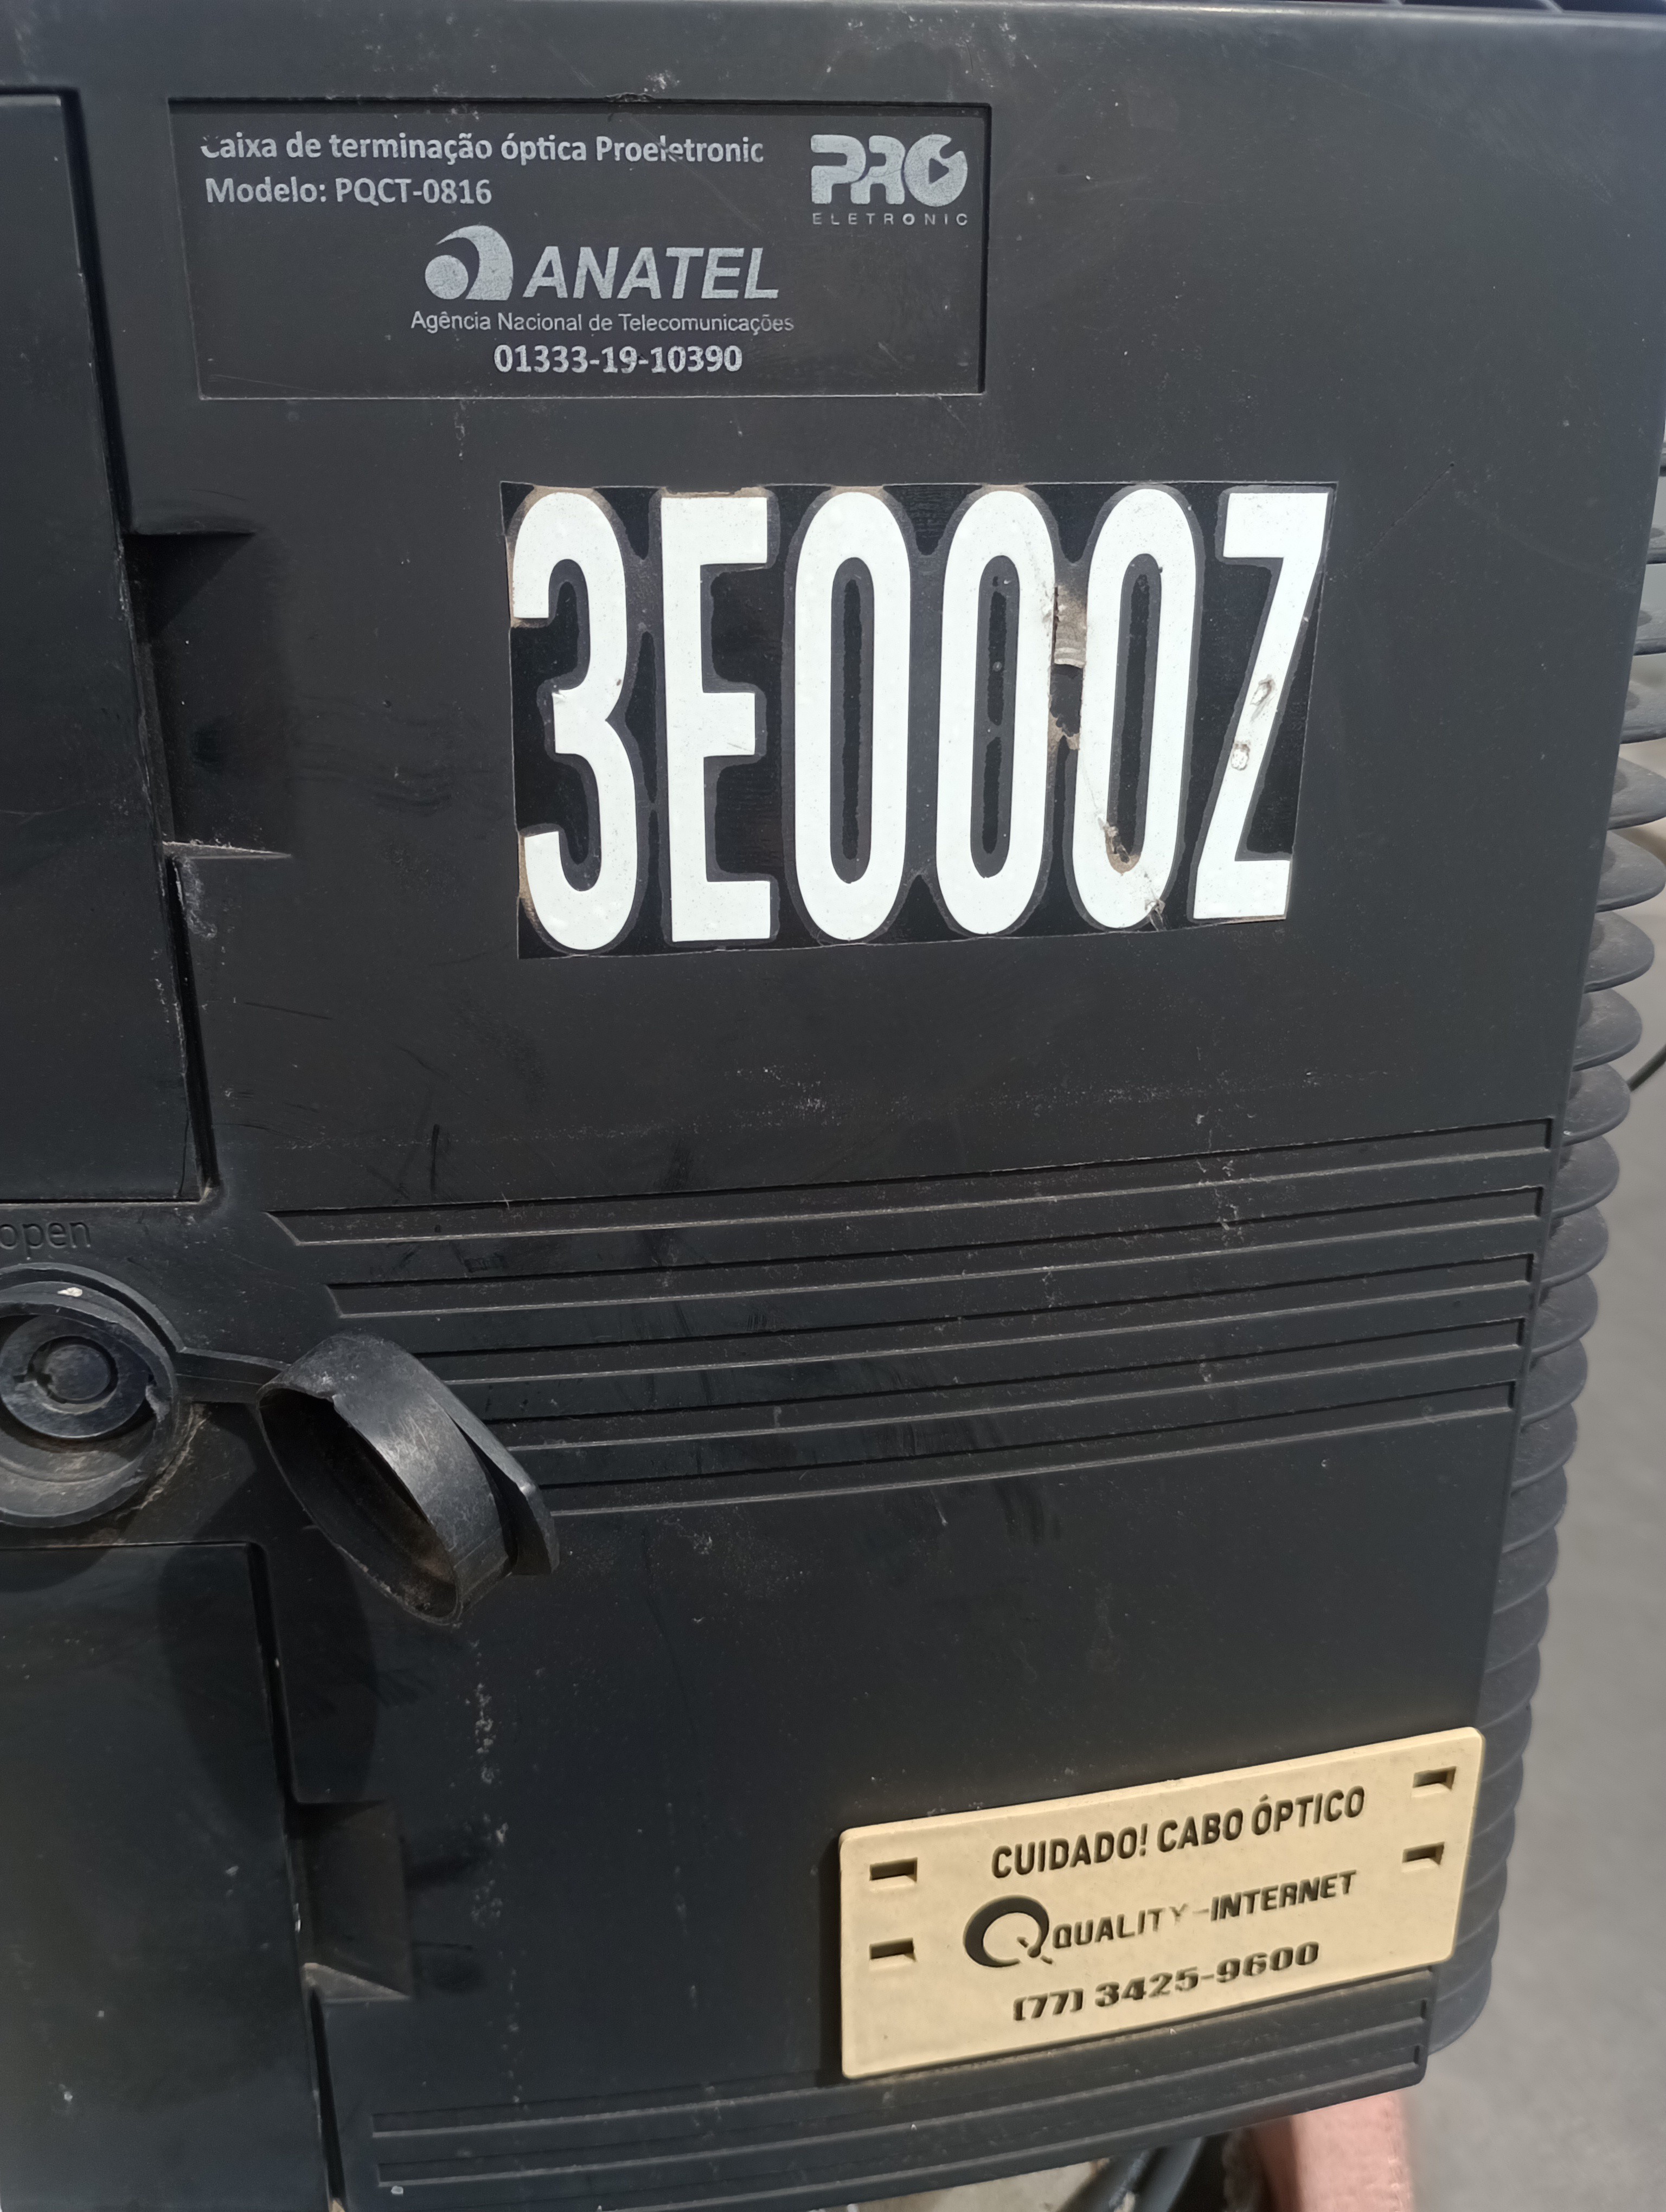 Caixa de terminação óptica Proeletronic
Modelo: PQCT-0816
PRO
ELETRONIC
ANATEL
Agência Nacional de Telecomunicações
01333-19-10390
3E000Z
open
CUIDADO! CABO ÓPTICO
QUALITY-INTERNET
(77) 3425-9600